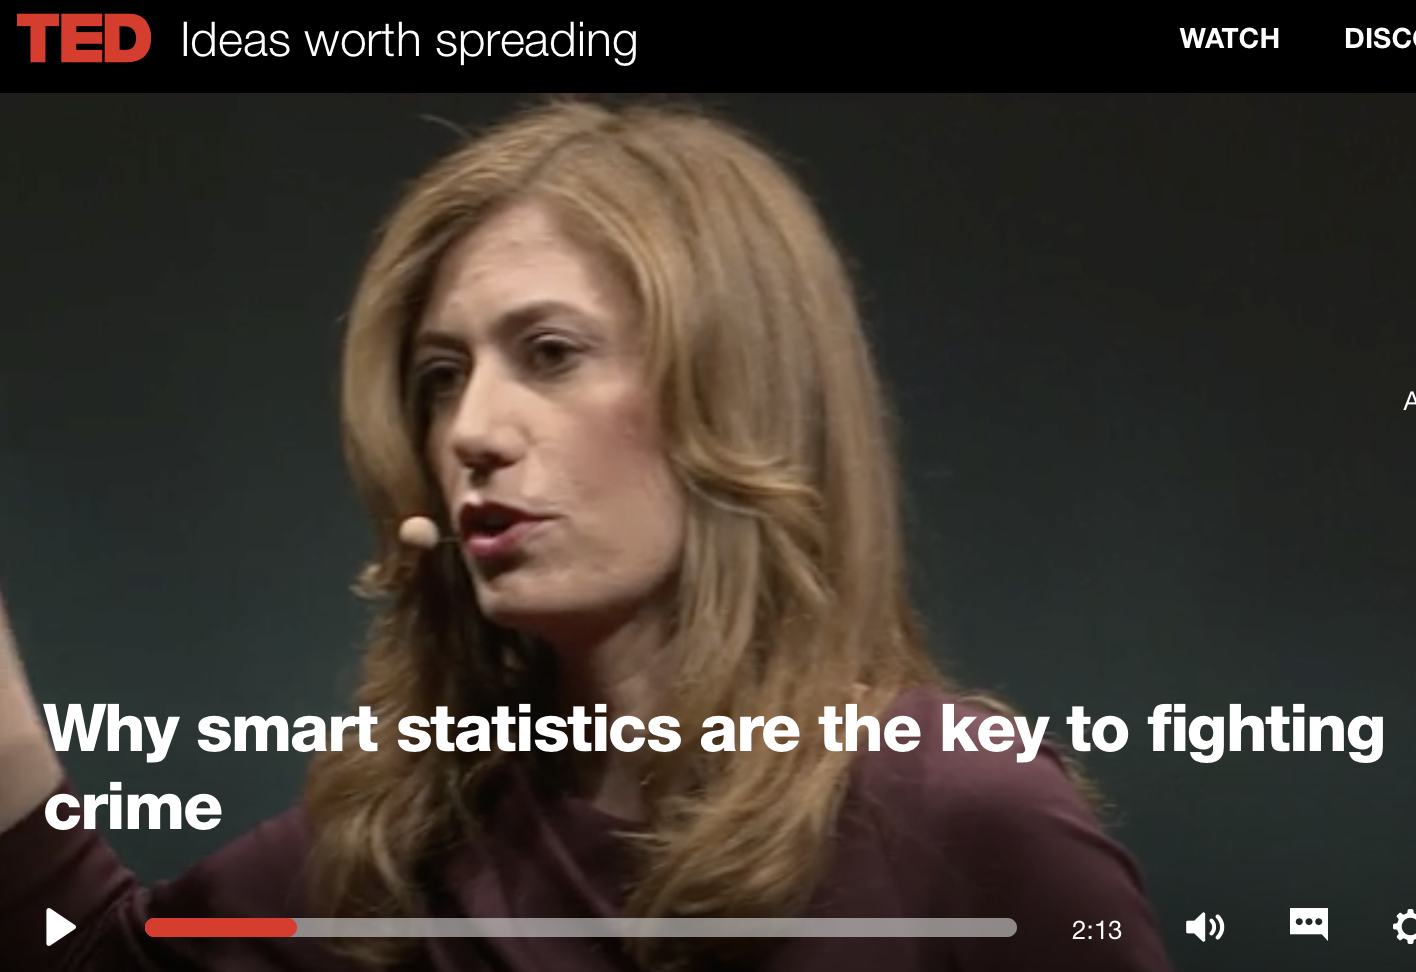 TED Ideas worth spreading WATCH
Why smart statistics are the key to fighting
crime
2:13